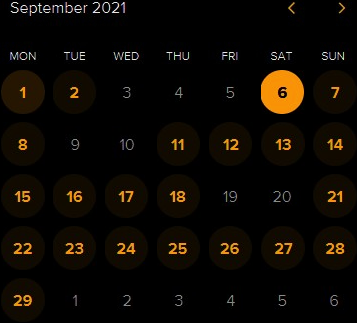 September 2021
MON TUE WED THU FRI SAT SUN
1 2 3 4 5 6 7
8 9 10 11 12 13 14
15 16 17 18 19 20 21
22 23 24 25 26 27 28
29 1 2 3 4 5 6